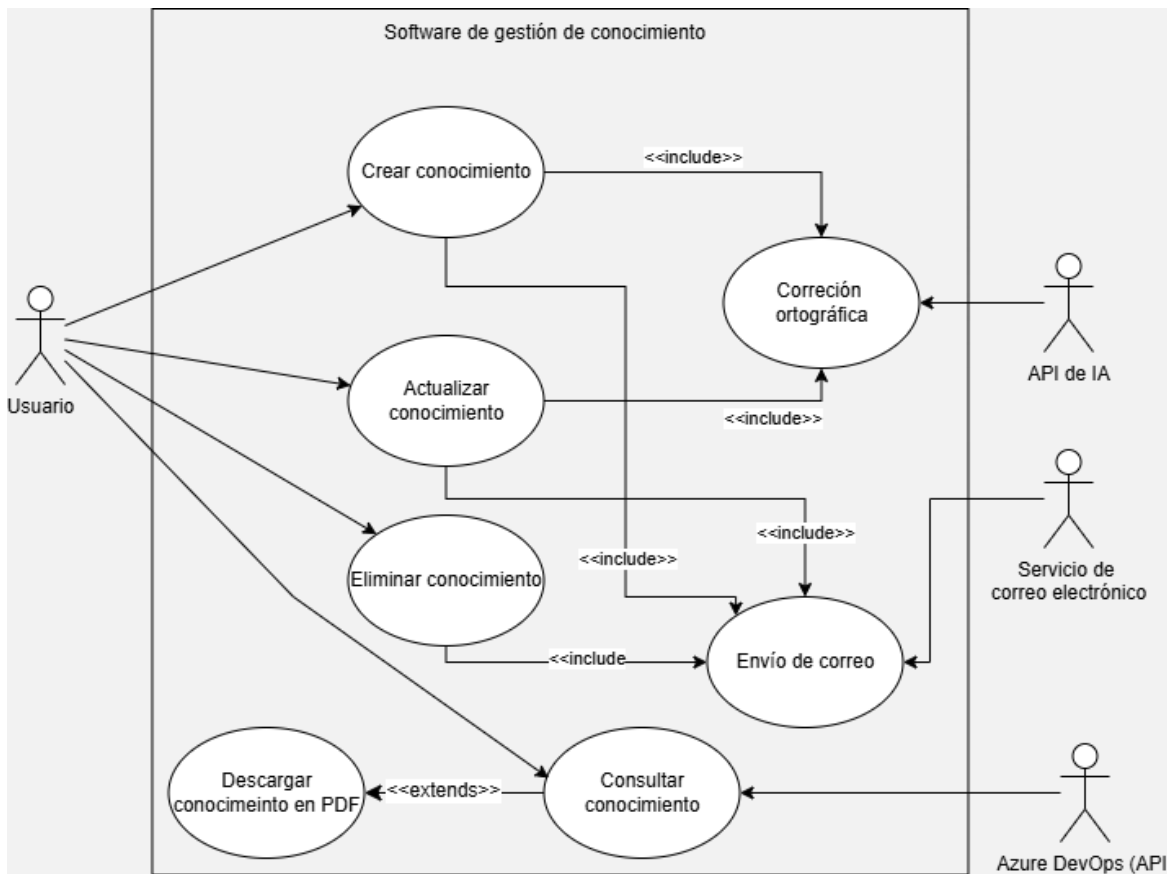 Software de gestión de conocimiento
Crear conocimiento
<<include>>
Correción
ortográfica
API de IA
Usuario
Actualizar
conocimiento
<<include>>
<<include>>
<<include>>
Servicio de
correo electrónico
Eliminar conocimiento
<<include
Envío de correo
Descargar
conocimeinto en PDF
<<extends>>
Consultar
conocimiento
Azure DevOps (API